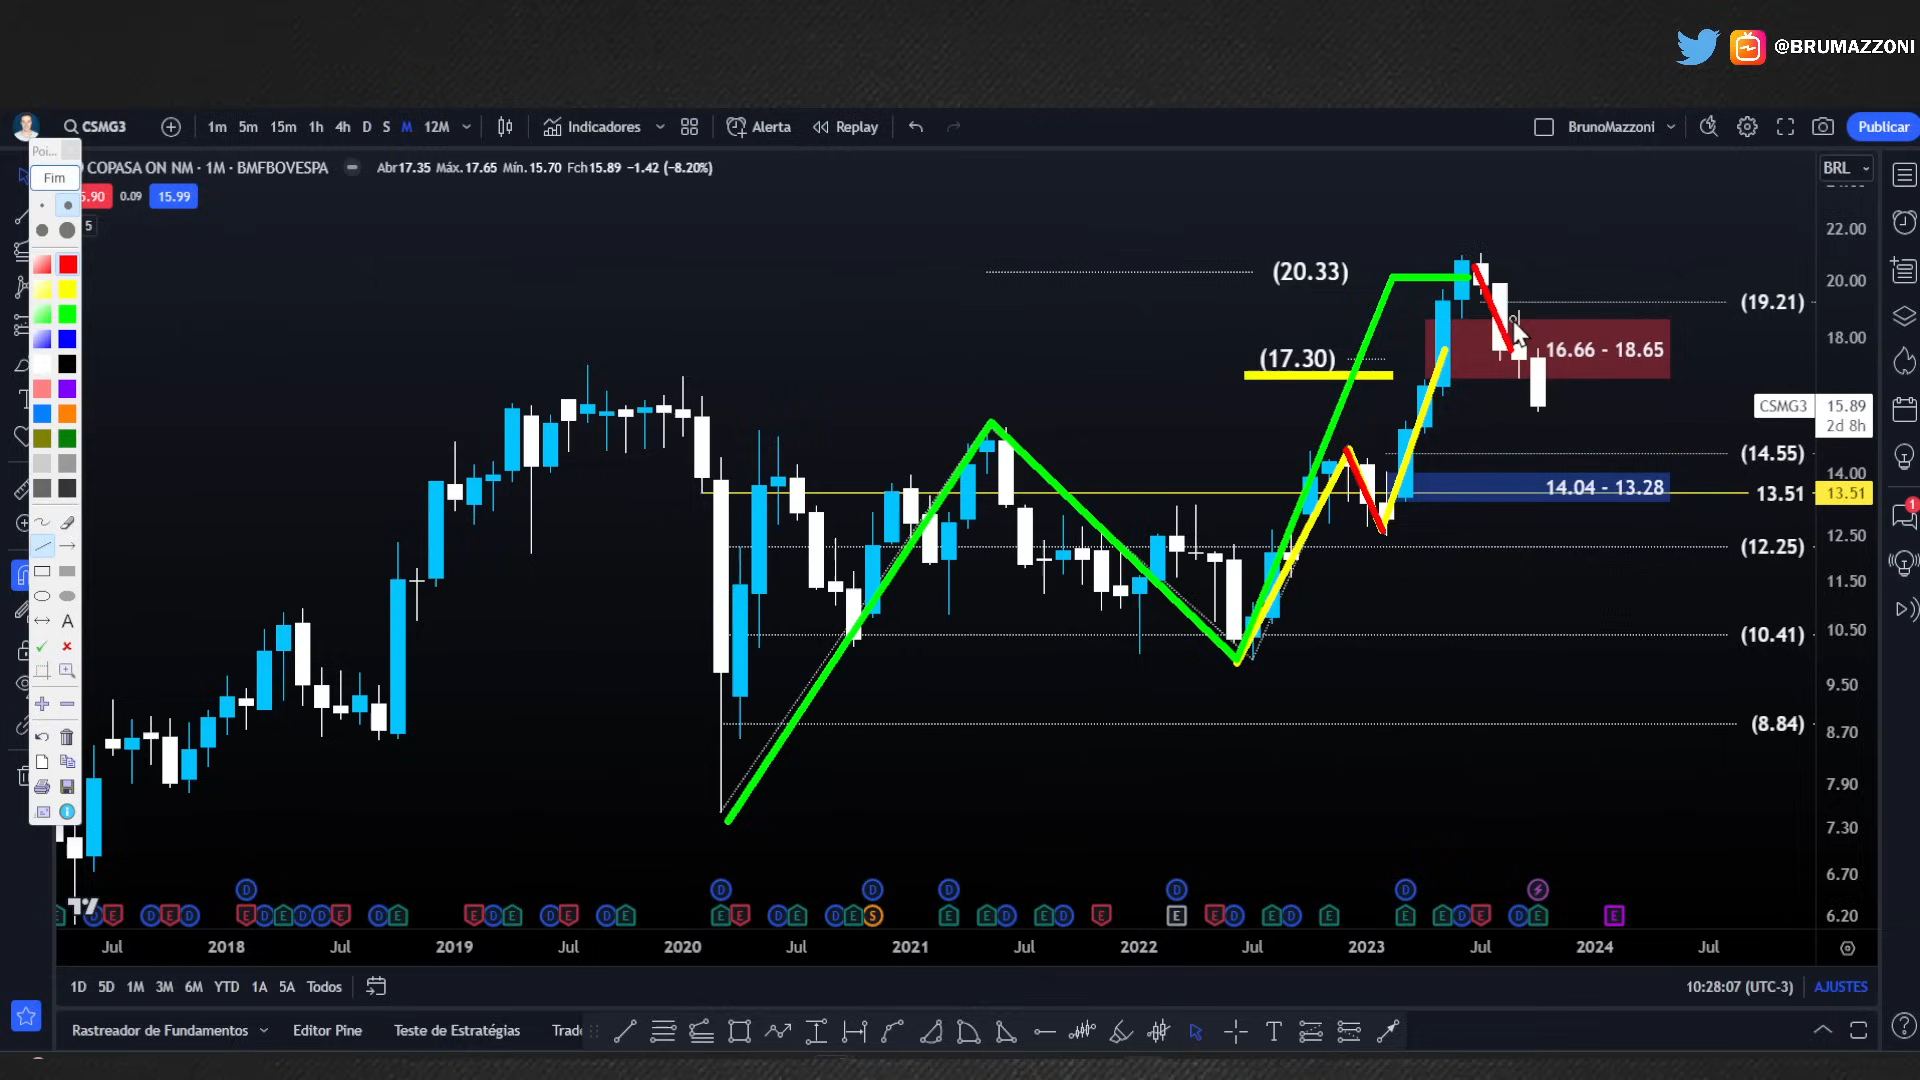 @BRUMAZZONI
CSMG3
1m 5m 15m 1h 4h D S M 12M
Indicadores
Alerta
Replay
BrunoMazzoni
Publicar
Poi...
Fim
COPASA ON NM · 1M · BMFBOVESPA
Abr17.35 Máx.17.65 Mín.15.70 Fch15.89 −1.42 (−8.20%)
BRL
5.90
0.09
15.99
5
(20.33)
(17.30)
(19.21)
16.66 - 18.65
(14.55)
14.04 - 13.28
13.51
(12.25)
(10.41)
(8.84)
22.00
20.00
18.00
CSMG3 15.89
2d 8h
14.00
13.51
12.50
11.50
10.50
9.50
8.70
7.90
7.30
6.70
6.20
A
1
D D D D D D
E D E D E D E D D E D E E D E D E D E E D E D E S E E D E D E E E D E D E E E D E D E E
Jul 2018 Jul 2019 Jul 2020 Jul 2021 Jul 2022 Jul 2023 Jul 2024 Jul
1D 5D 1M 3M 6M YTD 1A 5A Todos
10:28:07 (UTC-3)
AJUSTES
Rastreador de Fundamentos
Editor Pine
Teste de Estratégias
Trad